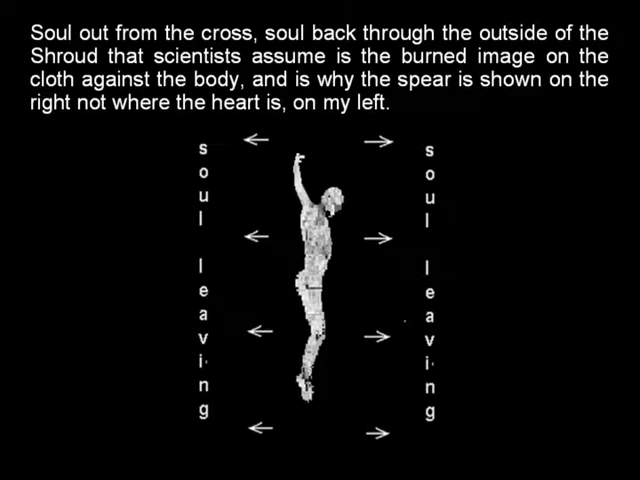 Soul out from the cross, soul back through the outside of the
Shroud that scientists assume is the burned image on the
cloth against the body, and is why the spear is shown on the
right not where the heart is, on my left.
soul leaving
soul leaving